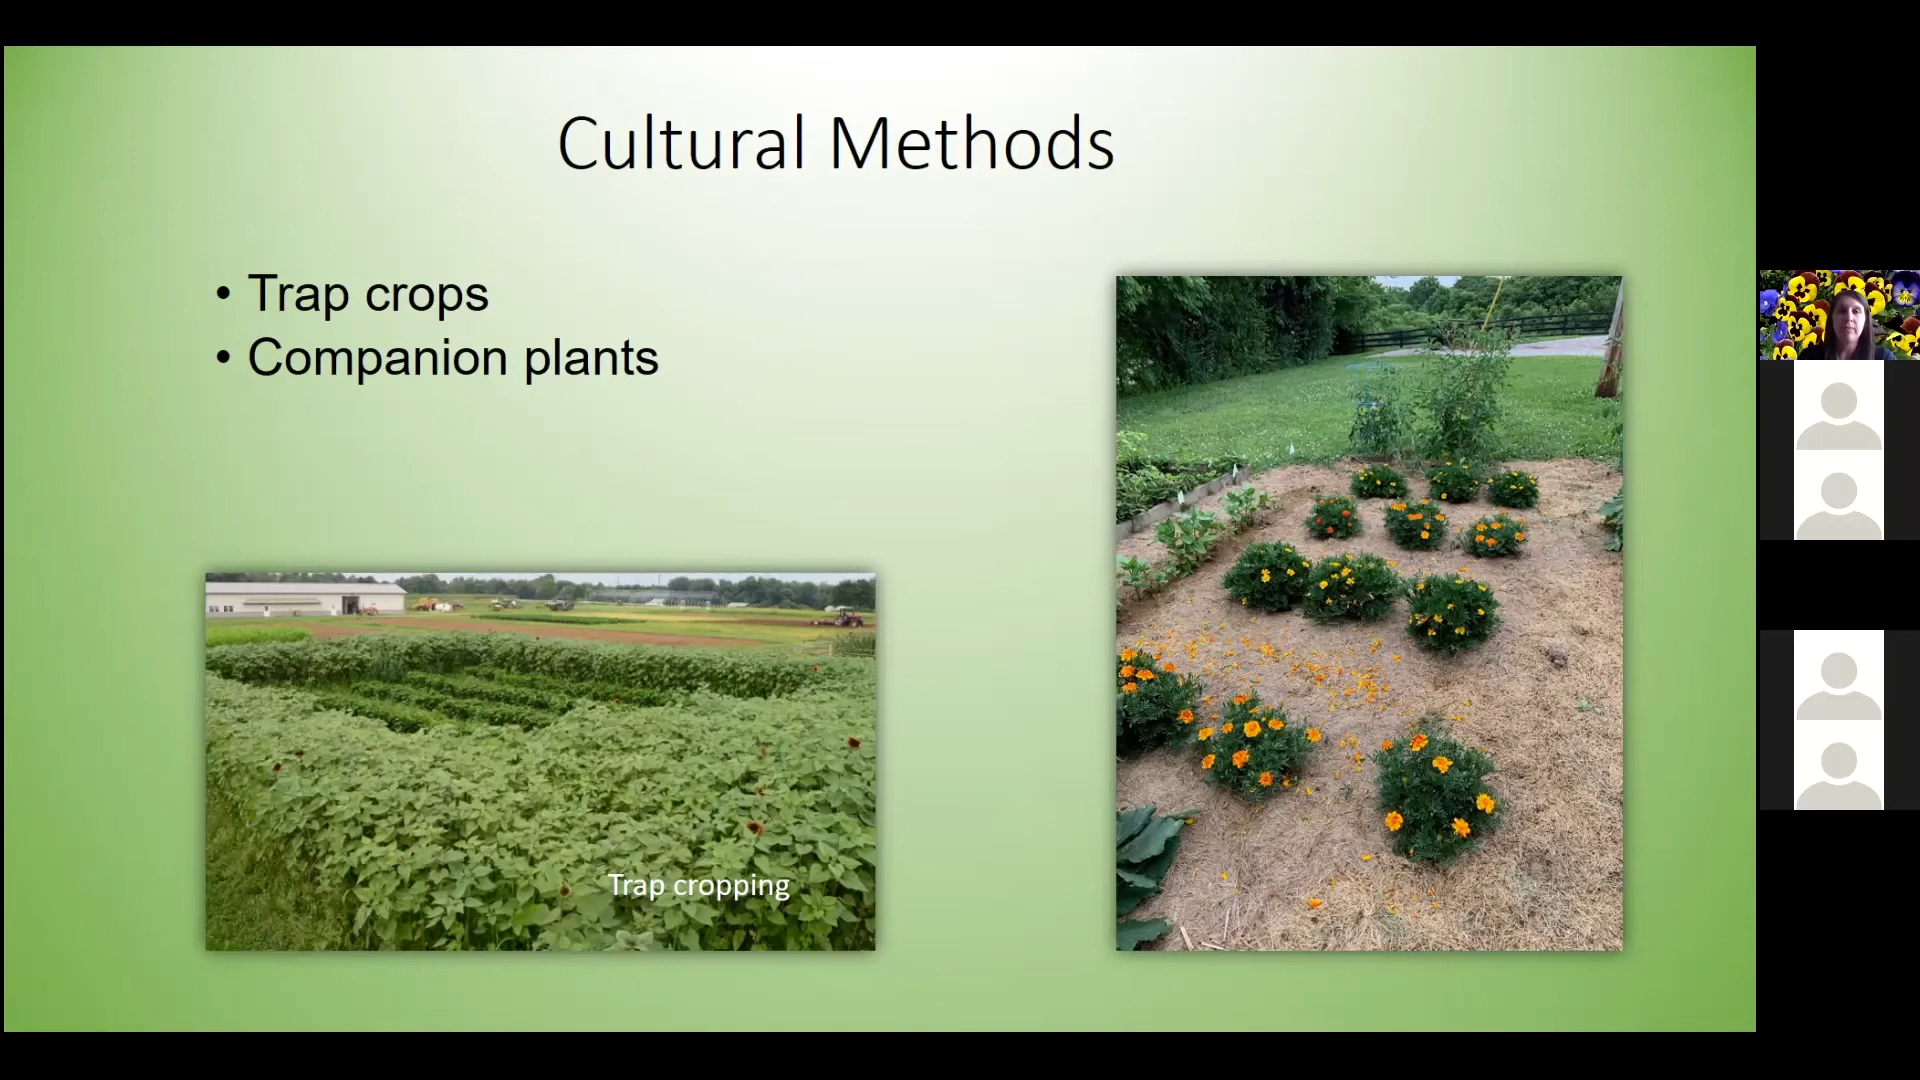 Cultural Methods
• Trap crops
• Companion plants
Trap cropping